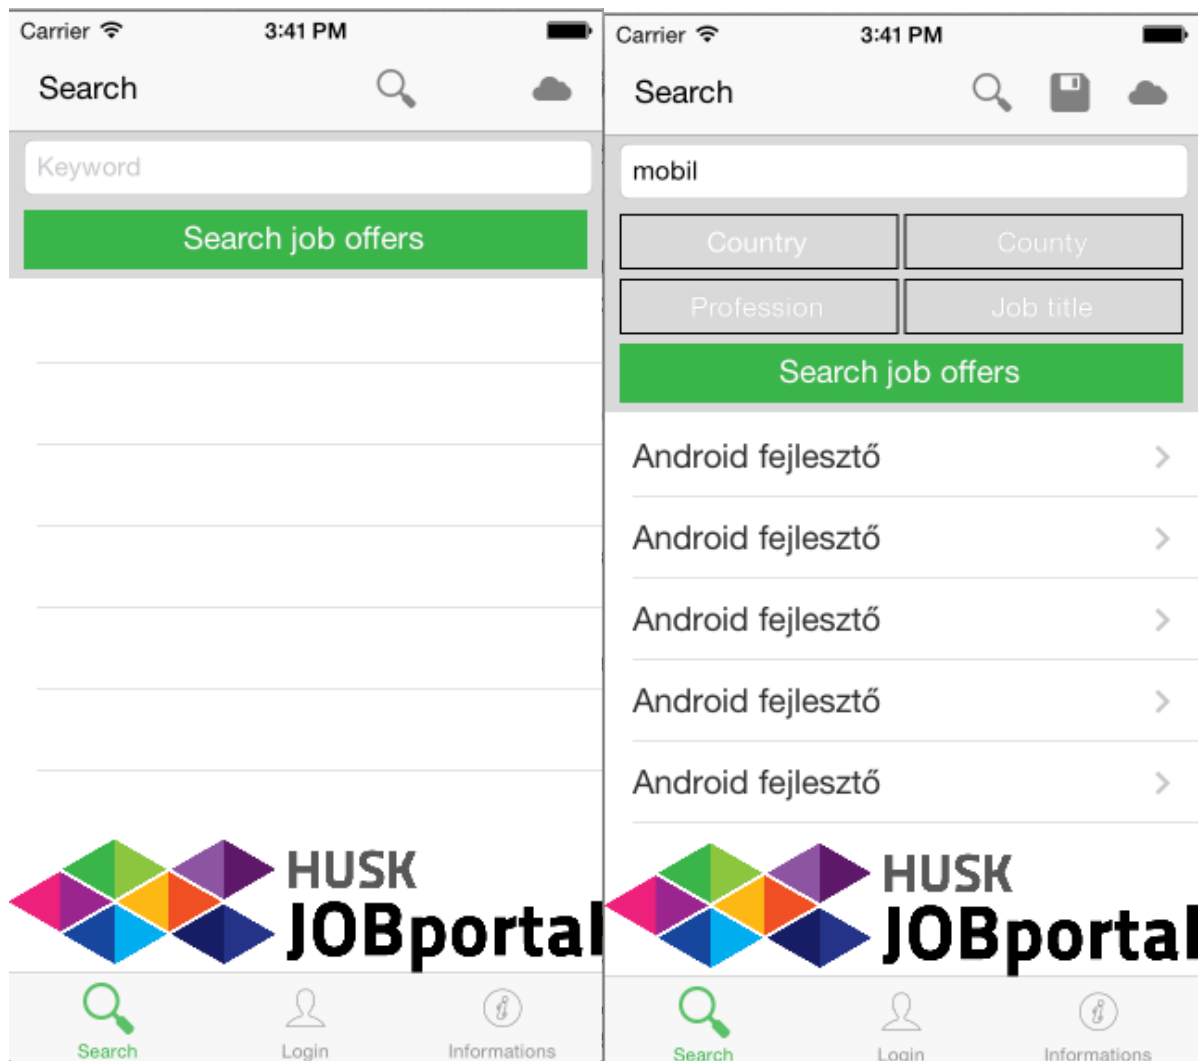 Carrier 3:41 PM
Search
Keyword
Search job offers
HUSK
JOBportal
Search Login Informations
Carrier 3:41 PM
Search
mobil
Country County
Profession Job title
Search job offers
Android fejlesztő
Android fejlesztő
Android fejlesztő
Android fejlesztő
Android fejlesztő
HUSK
JOBportal
Search Login Informations